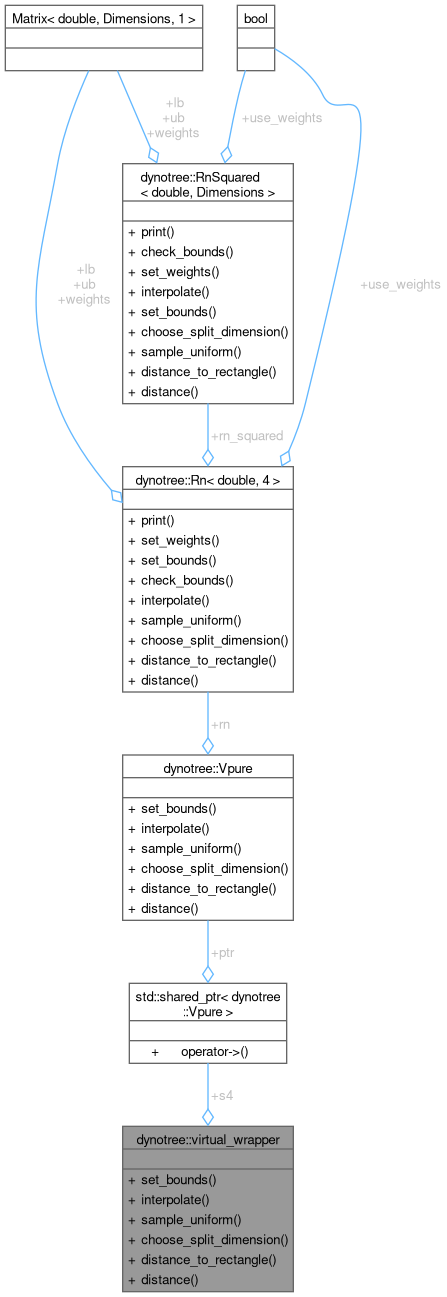 Matrix< double, Dimensions, 1 >
bool
+lb
+ub
+weights
+use_weights
dynotree::RnSquared
< double, Dimensions >
+ print()
+ check_bounds()
+ set_weights()
+ interpolate()
+ set_bounds()
+ choose_split_dimension()
+ sample_uniform()
+ distance_to_rectangle()
+ distance()
+lb
+ub
+weights
+use_weights
+rn_squared
dynotree::Rn< double, 4 >
+ print()
+ set_weights()
+ set_bounds()
+ check_bounds()
+ interpolate()
+ sample_uniform()
+ choose_split_dimension()
+ distance_to_rectangle()
+ distance()
+rn
dynotree::Vpure
+ set_bounds()
+ interpolate()
+ sample_uniform()
+ choose_split_dimension()
+ distance_to_rectangle()
+ distance()
+ptr
std::shared_ptr< dynotree
::Vpure >
+ operator->()
+s4
dynotree::virtual_wrapper
+ set_bounds()
+ interpolate()
+ sample_uniform()
+ choose_split_dimension()
+ distance_to_rectangle()
+ distance()